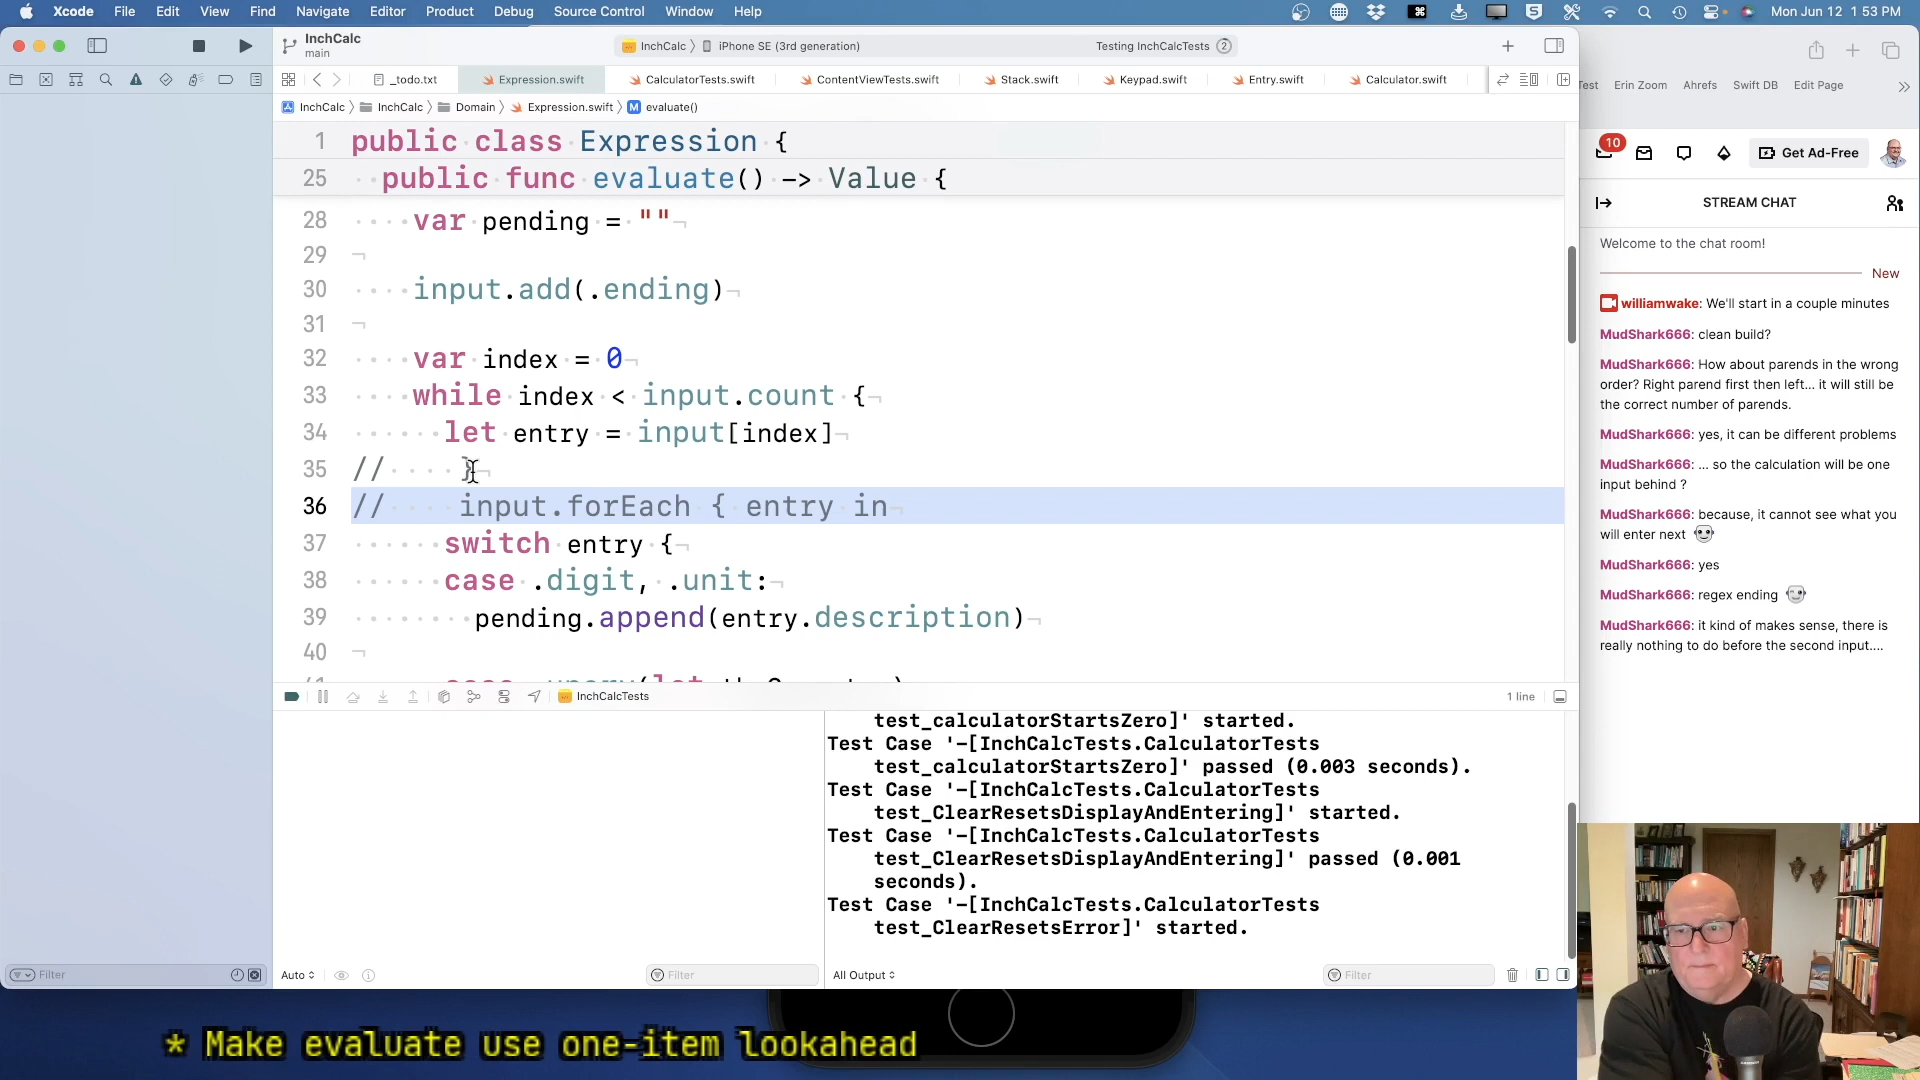 Xcode File Edit View Find Navigate Editor Product Debug Source Control Window Help Mon Jun 12 1 53 PM
InchCalc
main
InchCalc iPhone SE (3rd generation) Testing InchCalcTests 2
_todo.txt Expression.swift CalculatorTests.swift ContentViewTests.swift Stack.swift Keypad.swift Entry.swift Calculator.swift
InchCalc InchCalc Domain Expression.swift M evaluate()
1 public class Expression {
25 public func evaluate() -> Value {
28 var pending = ""
29
30 input.add(.ending)
31
32 var index = 0
33 while index < input.count {
34 let entry = input[index]
35 // }
36 // input.forEach { entry in
37 switch entry {
38 case .digit, .unit:
39 pending.append(entry.description)
40
InchCalcTests 1 line
test_calculatorStartsZero]' started.
Test Case '-[InchCalcTests.CalculatorTests
test_calculatorStartsZero]' passed (0.003 seconds).
Test Case '-[InchCalcTests.CalculatorTests
test_ClearResetsDisplayAndEntering]' started.
Test Case '-[InchCalcTests.CalculatorTests
test_ClearResetsDisplayAndEntering]' passed (0.001
seconds).
Test Case '-[InchCalcTests.CalculatorTests
test_ClearResetsError]' started.
Filter Auto Filter All Output Filter
* Make evaluate use one-item lookahead
Erin Zoom Ahrefs Swift DB Edit Page
10 Get Ad-Free
STREAM CHAT
Welcome to the chat room!
New
williamwake: We'll start in a couple minutes
MudShark666: clean build?
MudShark666: How about parends in the wrong
order? Right parend first then left... it will still be
the correct number of parends.
MudShark666: yes, it can be different problems
MudShark666: ... so the calculation will be one
input behind ?
MudShark666: because, it cannot see what you
will enter next
MudShark666: yes
MudShark666: regex ending
MudShark666: it kind of makes sense, there is
really nothing to do before the second input....